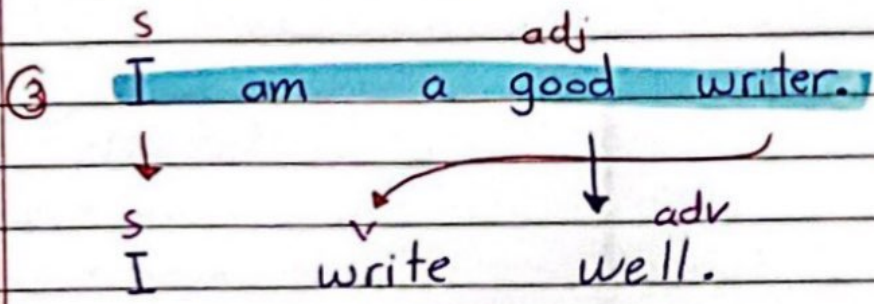 S adj
③ I am a good writer.
S v adv
I write well.